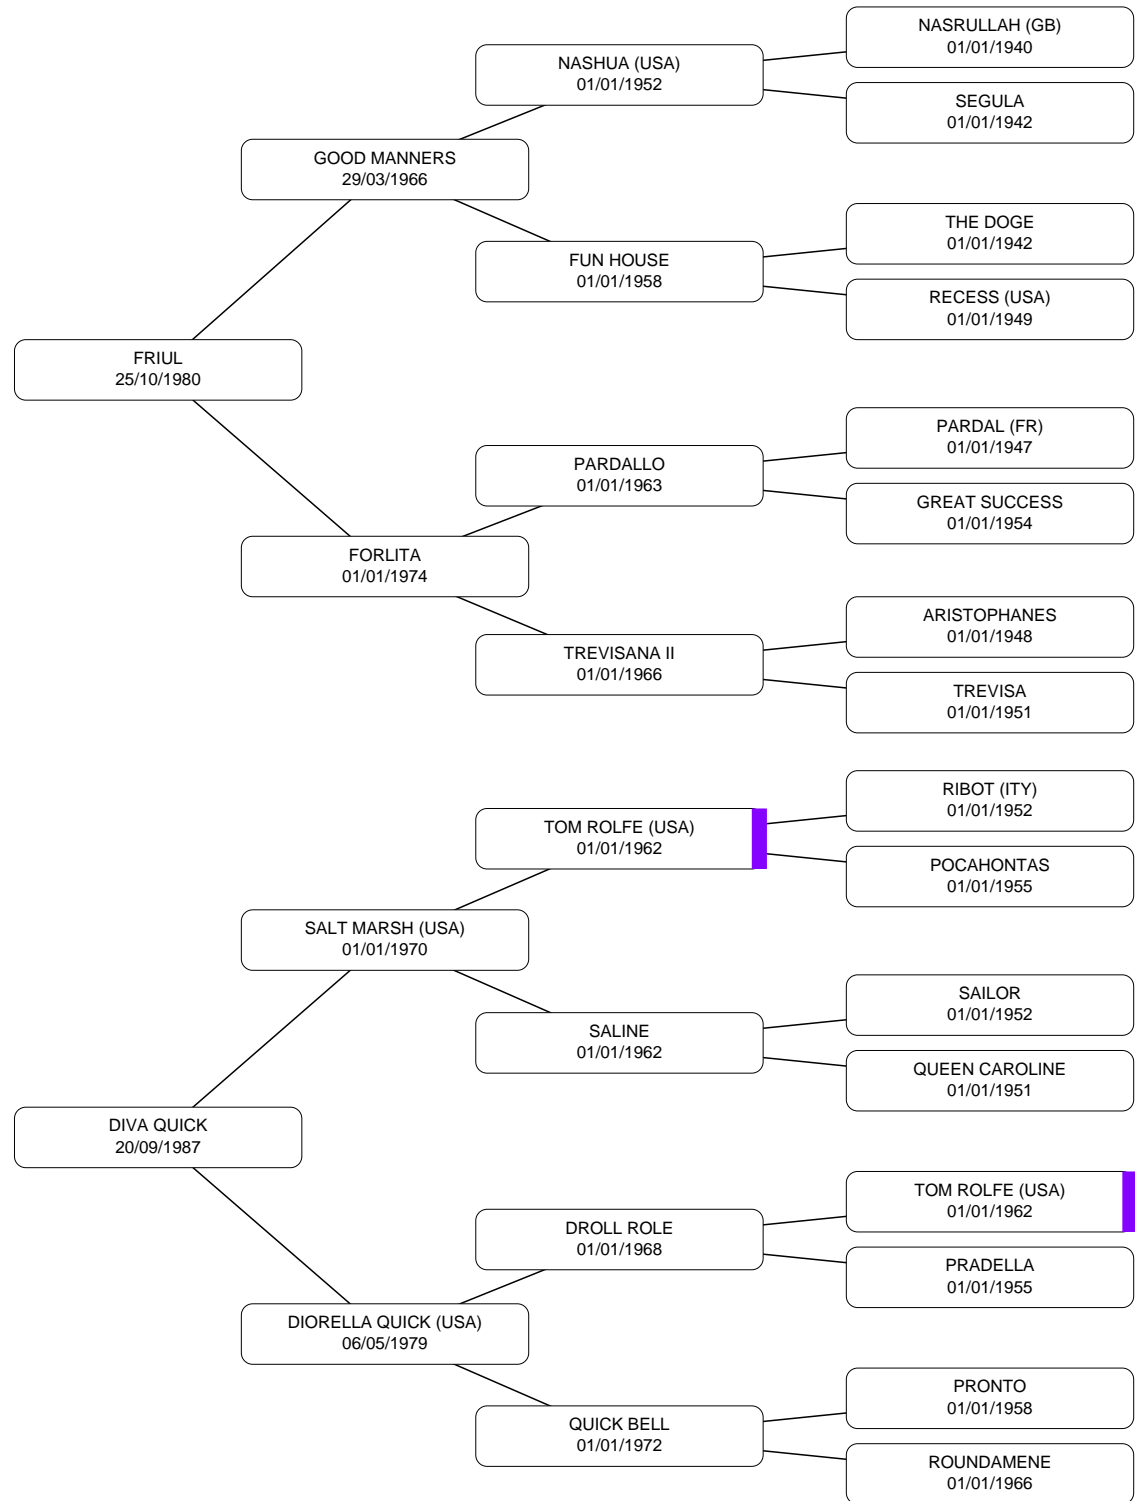 NASRULLAH (GB)
01/01/1940
NASHUA (USA)
01/01/1952
SEGULA
01/01/1942
GOOD MANNERS
29/03/1966
THE DOGE
01/01/1942
FUN HOUSE
01/01/1958
RECESS (USA)
01/01/1949
FRIUL
25/10/1980
PARDAL (FR)
01/01/1947
PARDALLO
01/01/1963
GREAT SUCCESS
01/01/1954
FORLITA
01/01/1974
ARISTOPHANES
01/01/1948
TREVISANA II
01/01/1966
TREVISA
01/01/1951
RIBOT (ITY)
01/01/1952
TOM ROLFE (USA)
01/01/1962
POCAHONTAS
01/01/1955
SALT MARSH (USA)
01/01/1970
SAILOR
01/01/1952
SALINE
01/01/1962
QUEEN CAROLINE
01/01/1951
DIVA QUICK
20/09/1987
TOM ROLFE (USA)
01/01/1962
DROLL ROLE
01/01/1968
PRADELLA
01/01/1955
DIORELLA QUICK (USA)
06/05/1979
PRONTO
01/01/1958
QUICK BELL
01/01/1972
ROUNDAMENE
01/01/1966